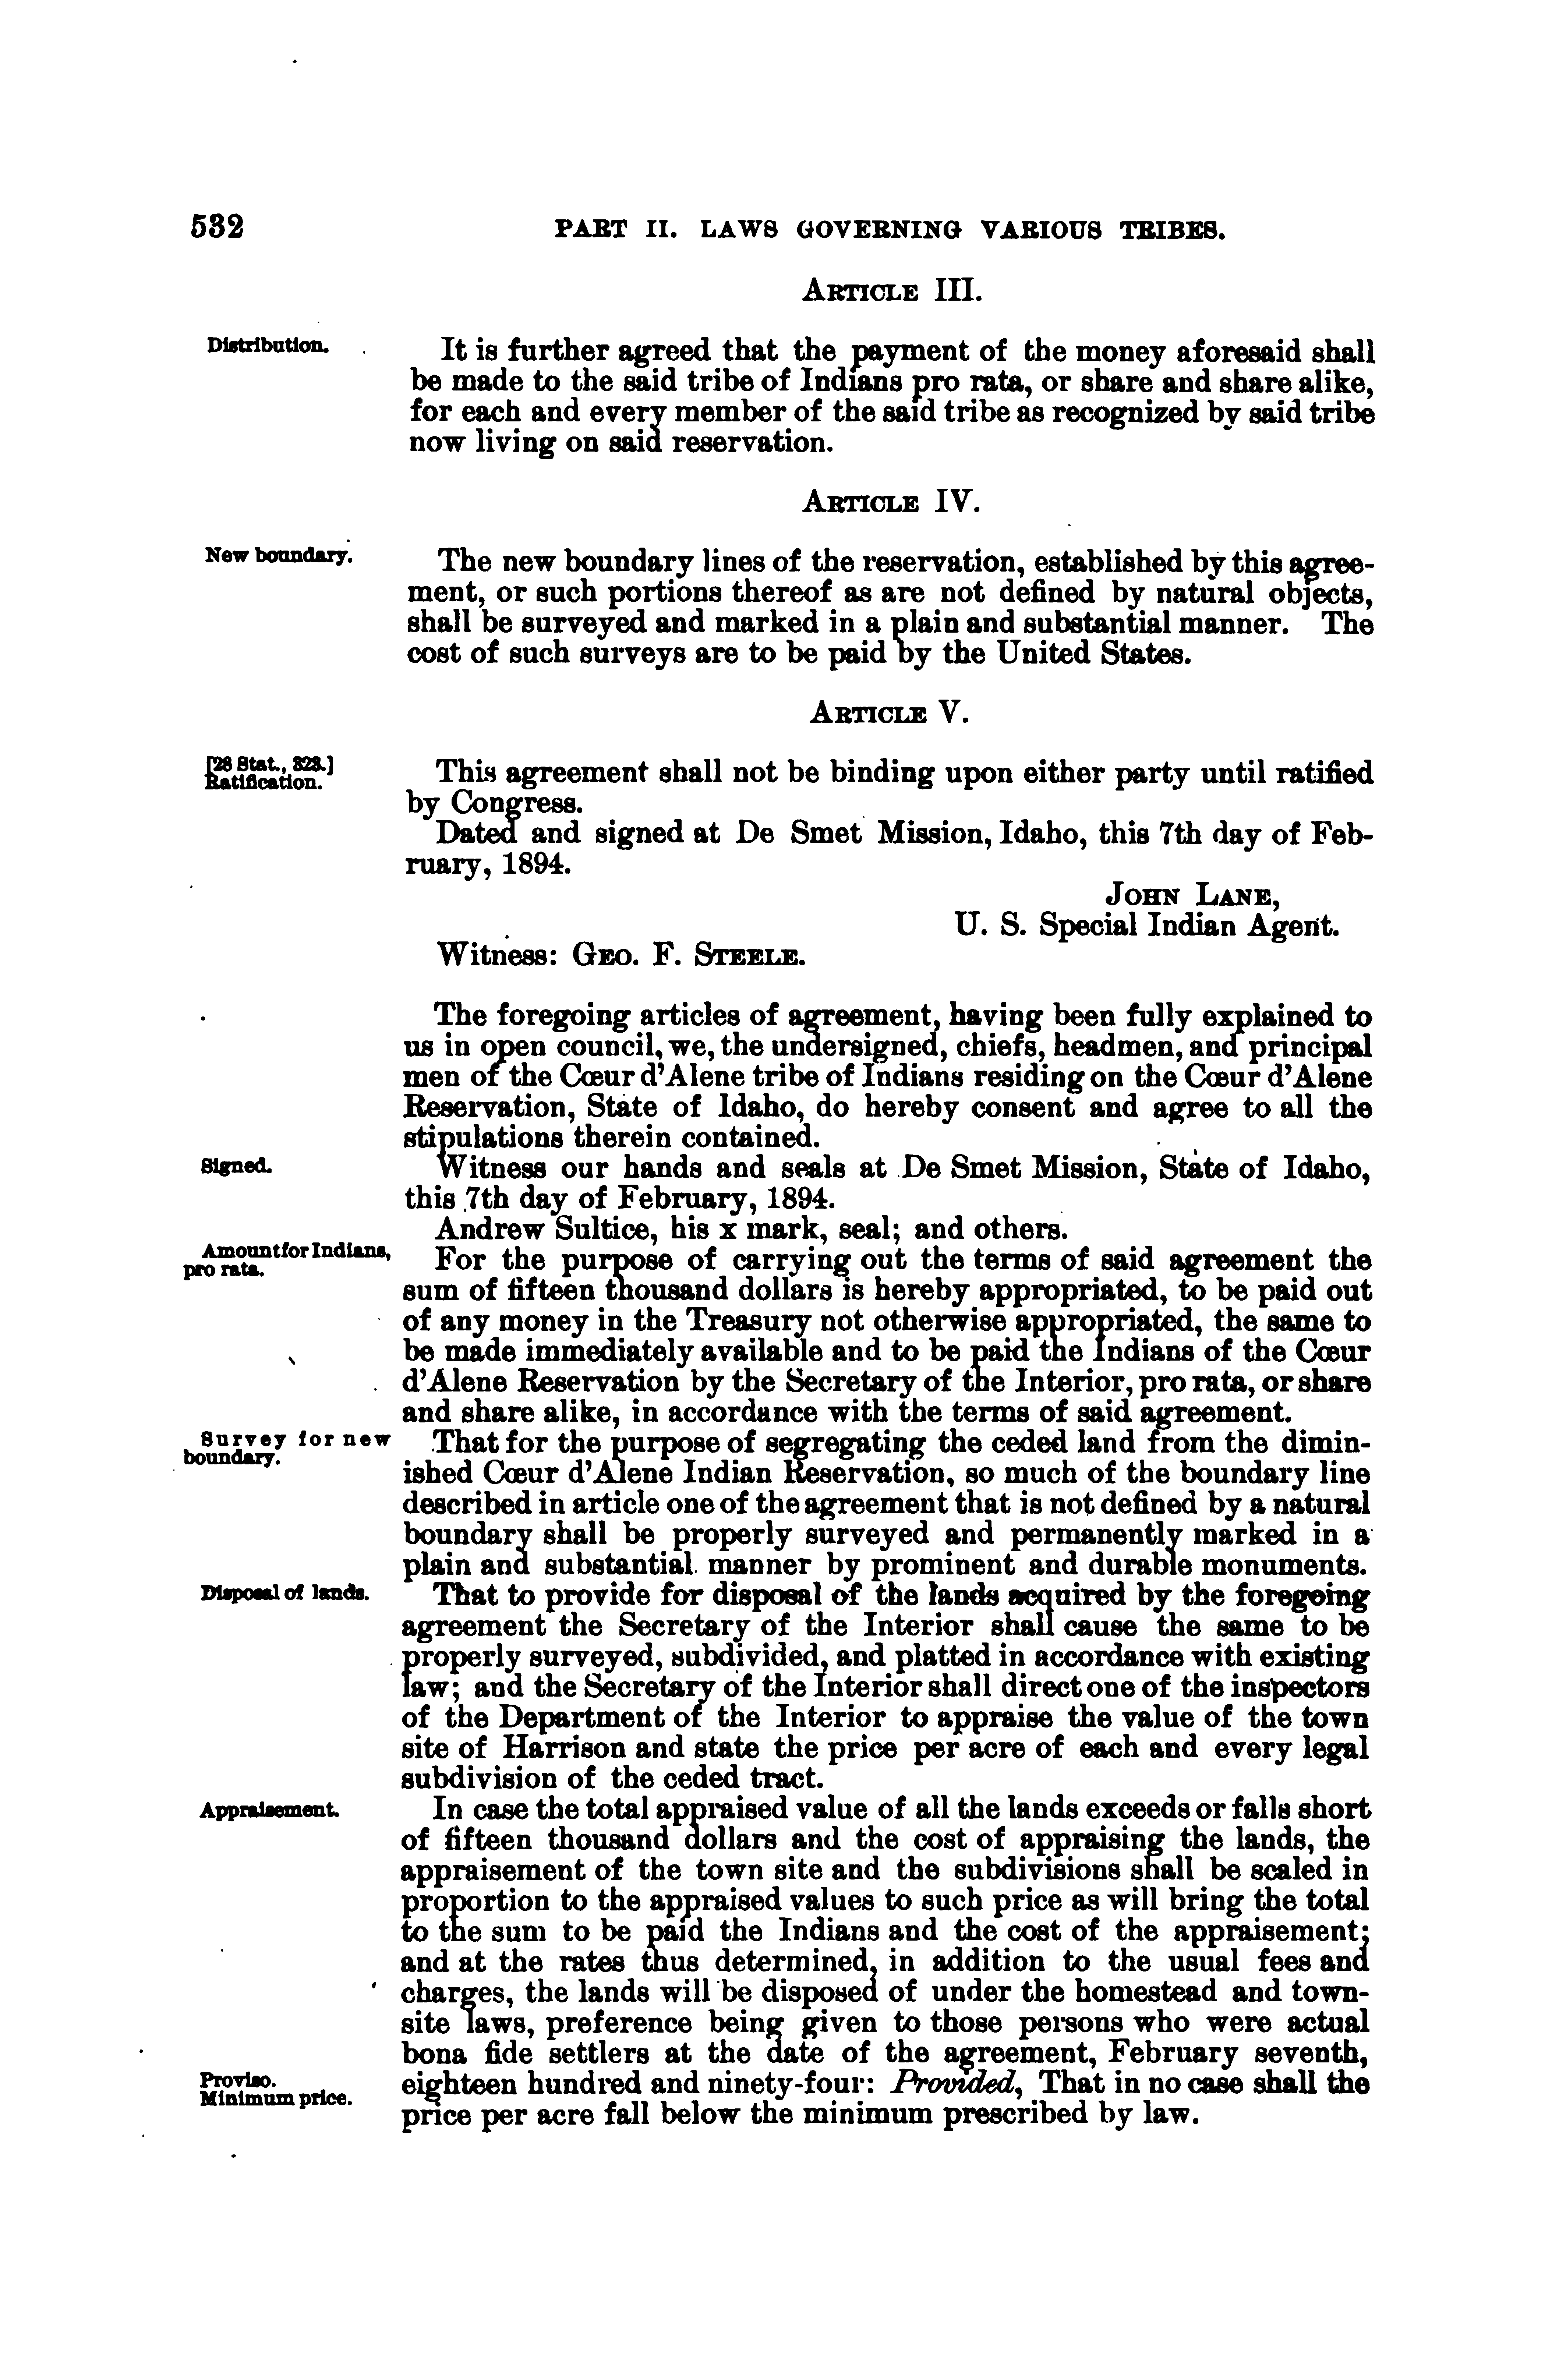 532
PART II. LAWS GOVERNING VARIOUS TRIBES.
ARTICLE III.
Distribution.
It is further agreed that the payment of the money aforesaid shall
be made to the said tribe of Indians pro rata, or share and share alike,
for each and every member of the said tribe as recognized by said tribe
now living on said reservation.
ARTICLE IV.
New boundary.
The new boundary lines of the reservation, established by this agree-
ment, or such portions thereof as are not defined by natural objects,
shall be surveyed and marked in a plain and substantial manner. The
cost of such surveys are to be paid by the United States.
ARTICLE V.
[28 Stat., 323.]
Ratification.
This agreement shall not be binding upon either party until ratified
by Congress.
Dated and signed at De Smet Mission, Idaho, this 7th day of Feb-
ruary, 1894.
JOHN LANE,
U. S. Special Indian Agent.
Witness: GEO. F. STEELE.
The foregoing articles of agreement, having been fully explained to
us in open council, we, the undersigned, chiefs, headmen, and principal
men of the Cœur d'Alene tribe of Indians residing on the Cœur d'Alene
Reservation, State of Idaho, do hereby consent and agree to all the
stipulations therein contained.
Signed.
Witness our hands and seals at De Smet Mission, State of Idaho,
this 7th day of February, 1894.
Andrew Sultice, his x mark, seal; and others.
Amount for Indians,
pro rata.
For the purpose of carrying out the terms of said agreement the
sum of fifteen thousand dollars is hereby appropriated, to be paid out
of any money in the Treasury not otherwise appropriated, the same to
be made immediately available and to be paid the Indians of the Cœur
d'Alene Reservation by the Secretary of the Interior, pro rata, or share
and share alike, in accordance with the terms of said agreement.
Survey for new
boundary.
That for the purpose of segregating the ceded land from the dimin-
ished Cœur d'Alene Indian Reservation, so much of the boundary line
described in article one of the agreement that is not defined by a natural
boundary shall be properly surveyed and permanently marked in a
plain and substantial manner by prominent and durable monuments.
Disposal of lands.
That to provide for disposal of the lands acquired by the foregoing
agreement the Secretary of the Interior shall cause the same to be
properly surveyed, subdivided, and platted in accordance with existing
law; and the Secretary of the Interior shall direct one of the inspectors
of the Department of the Interior to appraise the value of the town
site of Harrison and state the price per acre of each and every legal
subdivision of the ceded tract.
Appraisement.
In case the total appraised value of all the lands exceeds or falls short
of fifteen thousand dollars and the cost of appraising the lands, the
appraisement of the town site and the subdivisions shall be scaled in
proportion to the appraised values to such price as will bring the total
to the sum to be paid the Indians and the cost of the appraisement;
and at the rates thus determined, in addition to the usual fees and
charges, the lands will be disposed of under the homestead and town-
site laws, preference being given to those persons who were actual
bona fide settlers at the date of the agreement, February seventh,
Proviso.
Minimum price.
eighteen hundred and ninety-four: Provided, That in no case shall the
price per acre fall below the minimum prescribed by law.